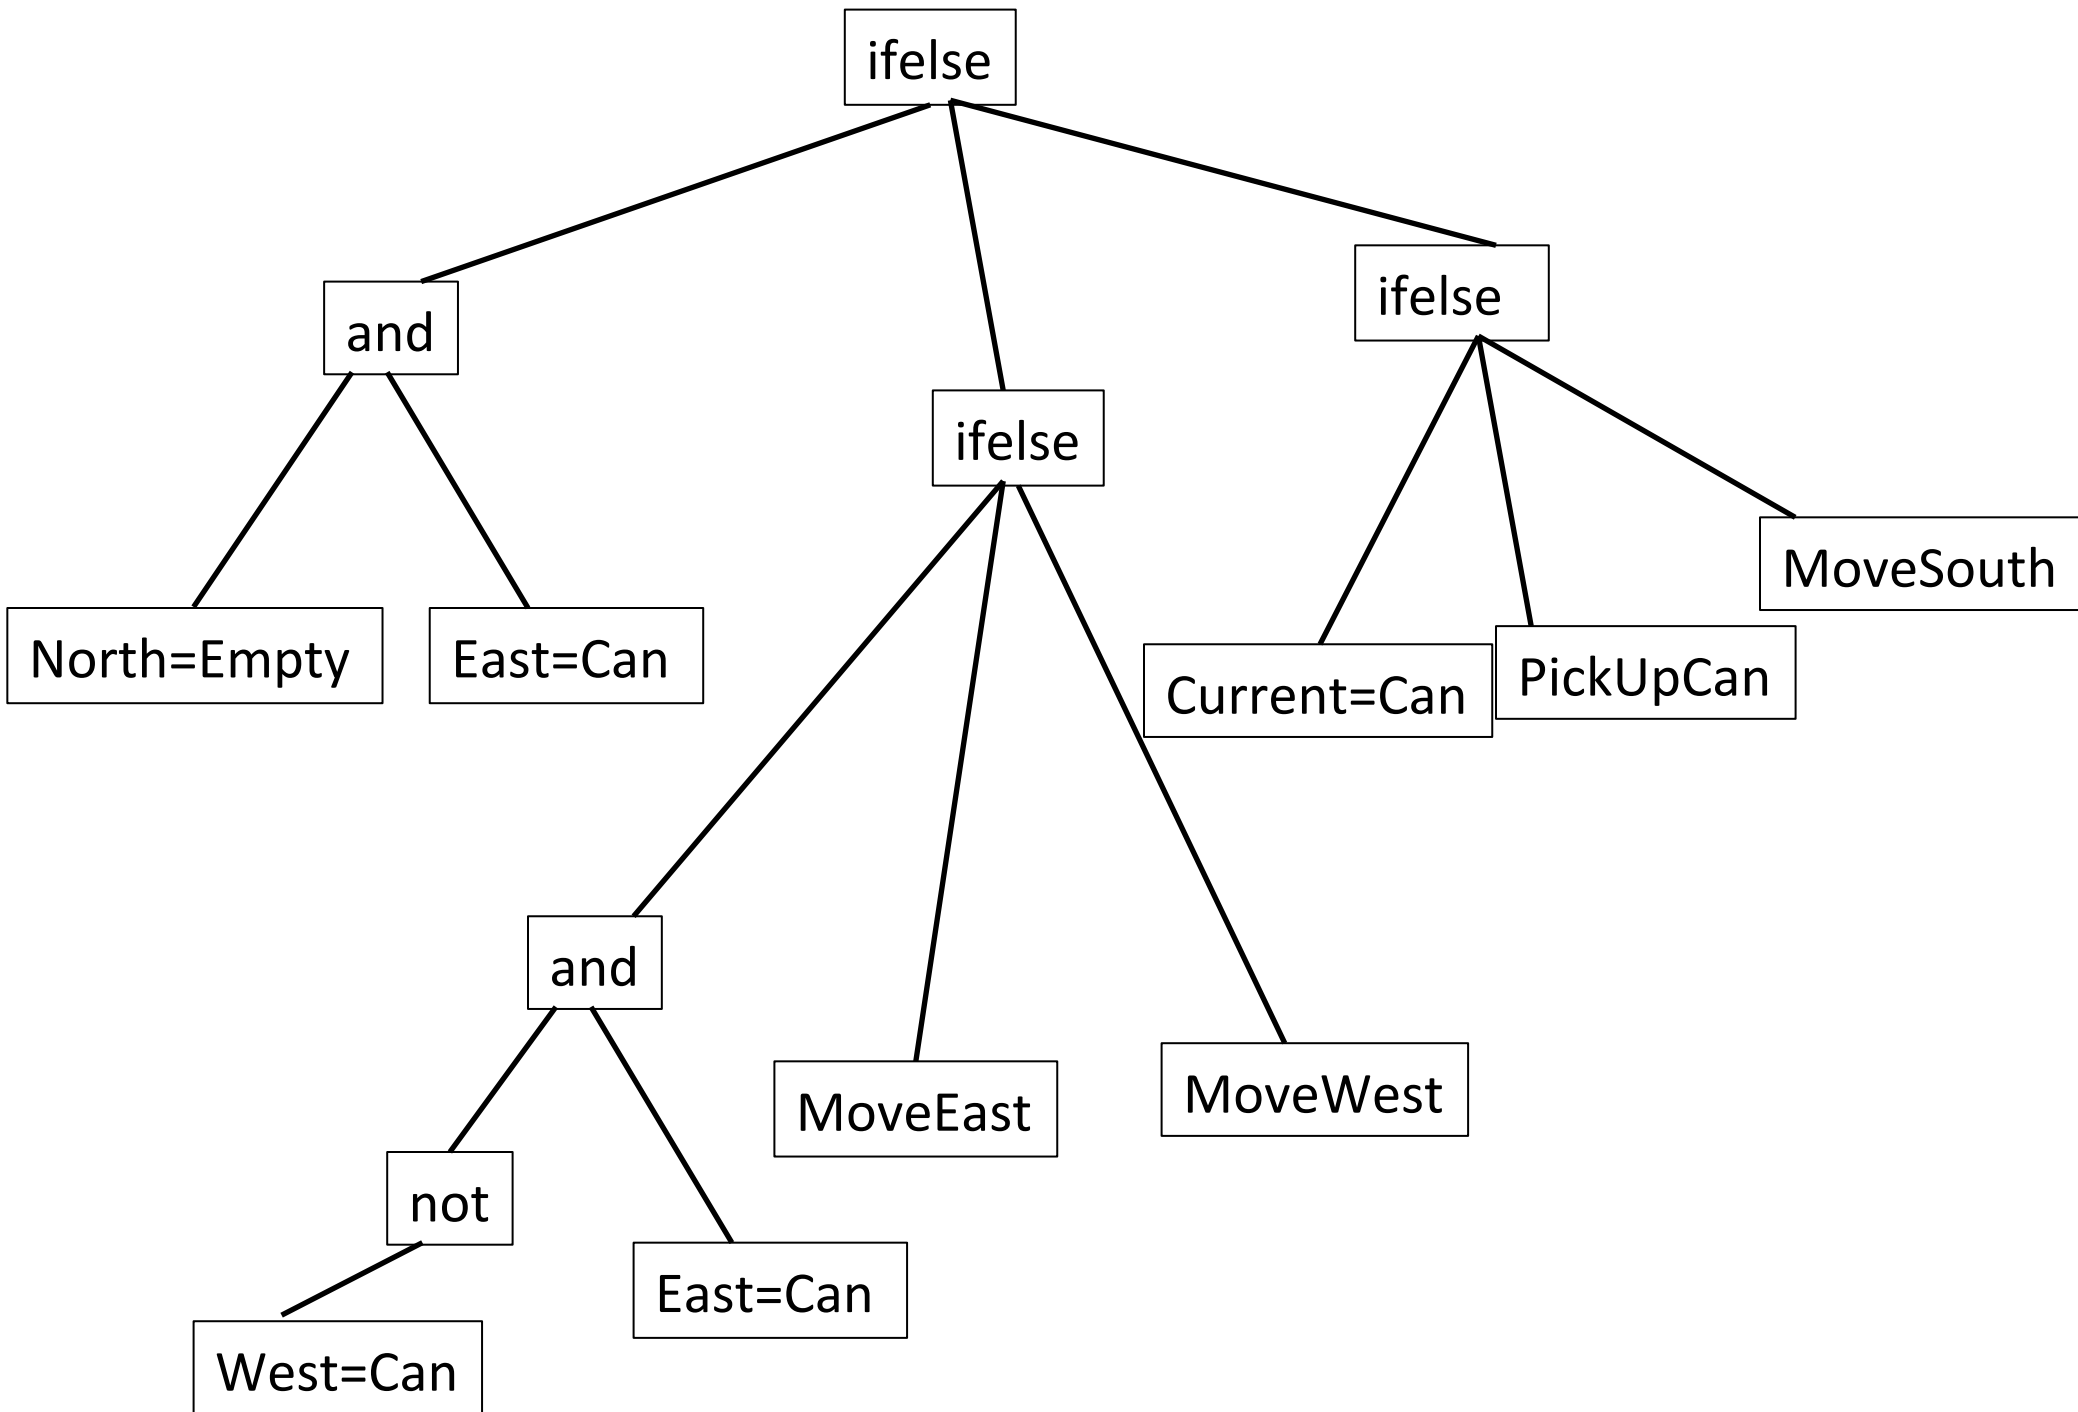 ifelse
and
ifelse
ifelse
North=Empty
East=Can
Current=Can
PickUpCan
MoveSouth
and
MoveEast
MoveWest
not
East=Can
West=Can